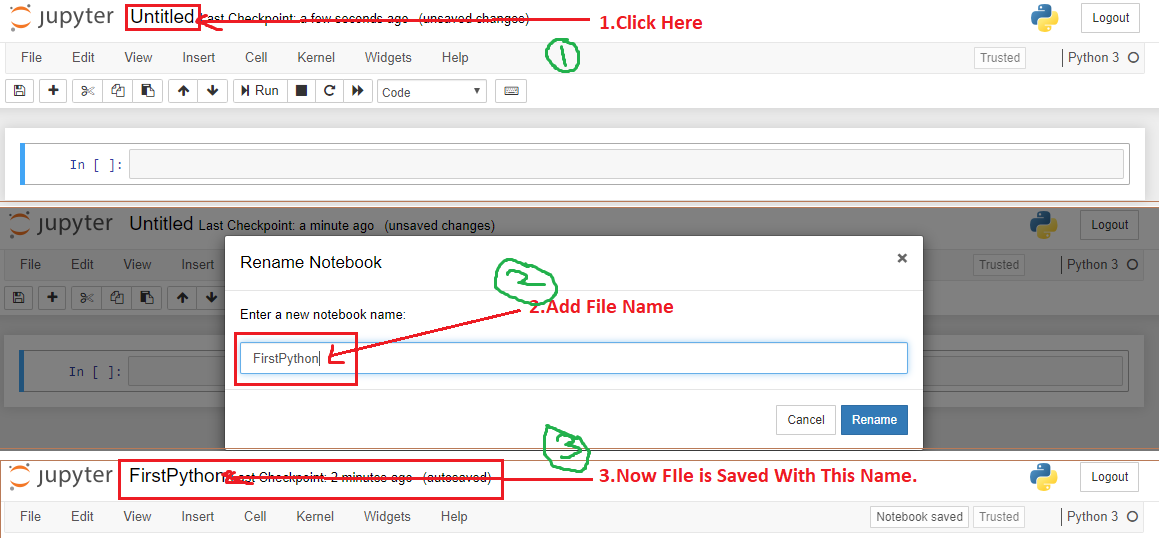 jupyter Untitled Last Checkpoint: a few seconds ago (unsaved changes) 1.Click Here Logout
1
File Edit View Insert Cell Kernel Widgets Help Trusted Python 3
Run Code
In [ ]:
jupyter Untitled Last Checkpoint: a minute ago (unsaved changes) Logout
File Edit View Insert Trusted Python 3
Rename Notebook ×
2
2.Add File Name
Enter a new notebook name:
FirstPython
In [ ]:
Cancel Rename
3
jupyter FirstPython Last Checkpoint: 2 minutes ago (autosaved) 3.Now FIle is Saved With This Name. Logout
File Edit View Insert Cell Kernel Widgets Help Notebook saved Trusted Python 3